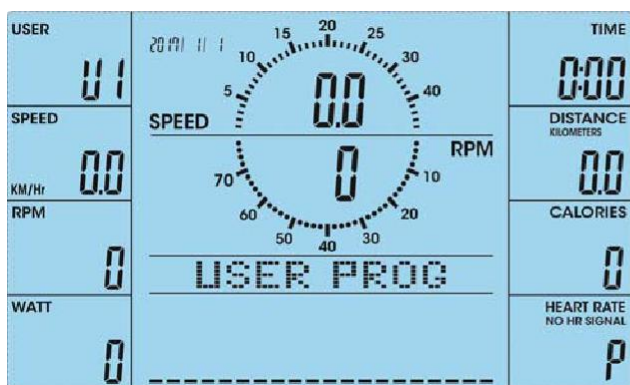 USER
U1
SPEED
KM/Hr 0.0
RPM
0
WATT
0
15 20 25
10 30
5 40
SPEED 0.0
0 RPM
70 10
60 20
50 40 30
USER PROG
TIME
0:00
DISTANCE
KILOMETERS
0.0
CALORIES
0
HEART RATE
NO HR SIGNAL
P